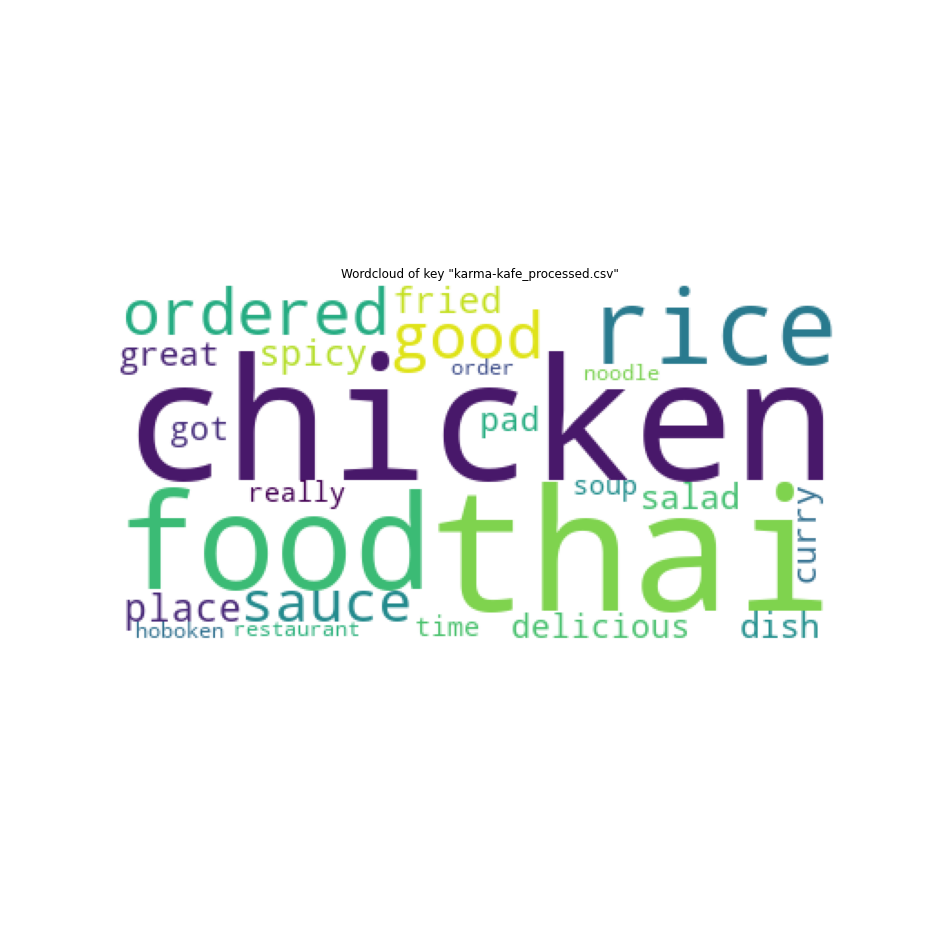 Wordcloud of key "karma-kafe_processed.csv"
ordered
fried
rice
good
great
spicy
order
noodle
chicken
got
pad
really
soup
salad
curry
food
thai
place
sauce
hoboken
restaurant
time
delicious
dish